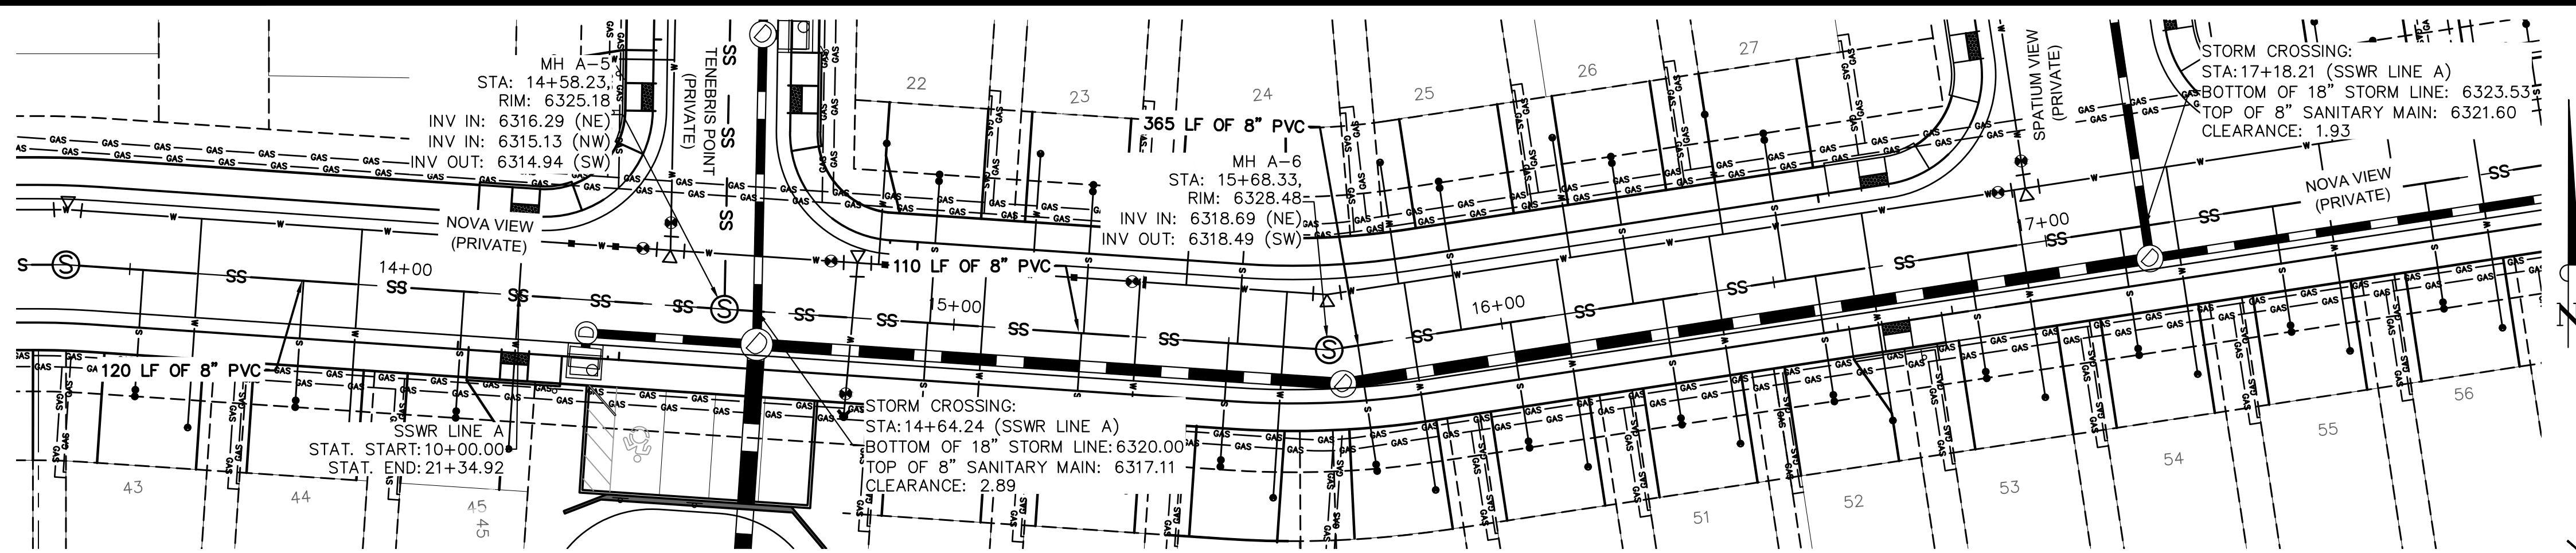 MH A-5
STA: 14+58.23,
RIM: 6325.18
INV IN: 6316.29 (NE)
INV IN: 6315.13 (NW)
INV OUT: 6314.94 (SW)
TENEBRIS POINT
(PRIVATE)
SS
SS
SS
22
23
24
25
26
27
365 LF OF 8" PVC
MH A-6
STA: 15+68.33,
RIM: 6328.48
INV IN: 6318.69 (NE)
INV OUT: 6318.49 (SW)
SPATIUM VIEW
(PRIVATE)
STORM CROSSING:
STA:17+18.21 (SSWR LINE A)
BOTTOM OF 18" STORM LINE: 6323.53
TOP OF 8" SANITARY MAIN: 6321.60
CLEARANCE: 1.93
NOVA VIEW
(PRIVATE)
NOVA VIEW
(PRIVATE)
14+00
15+00
16+00
17+00
110 LF OF 8" PVC
120 LF OF 8" PVC
SSWR LINE A
STAT. START:10+00.00
STAT. END:21+34.92
STORM CROSSING:
STA:14+64.24 (SSWR LINE A)
BOTTOM OF 18" STORM LINE:6320.00
TOP OF 8" SANITARY MAIN: 6317.11
CLEARANCE: 2.89
GAS
W
S
SS
D
SVC
43
44
45
45
51
52
53
54
55
56